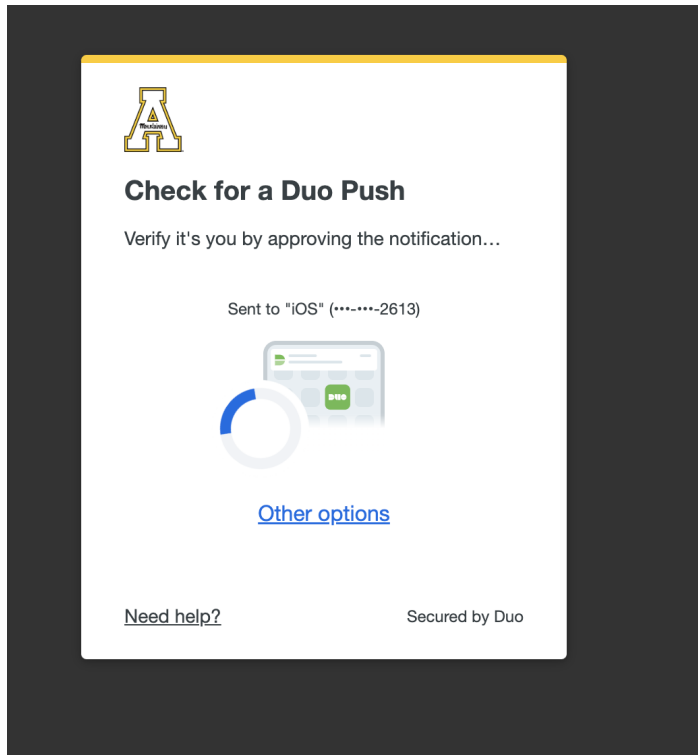 Mountaineers
Check for a Duo Push
Verify it's you by approving the notification…
Sent to "iOS" (•••-•••-2613)
DUO
Other options
Need help?
Secured by Duo